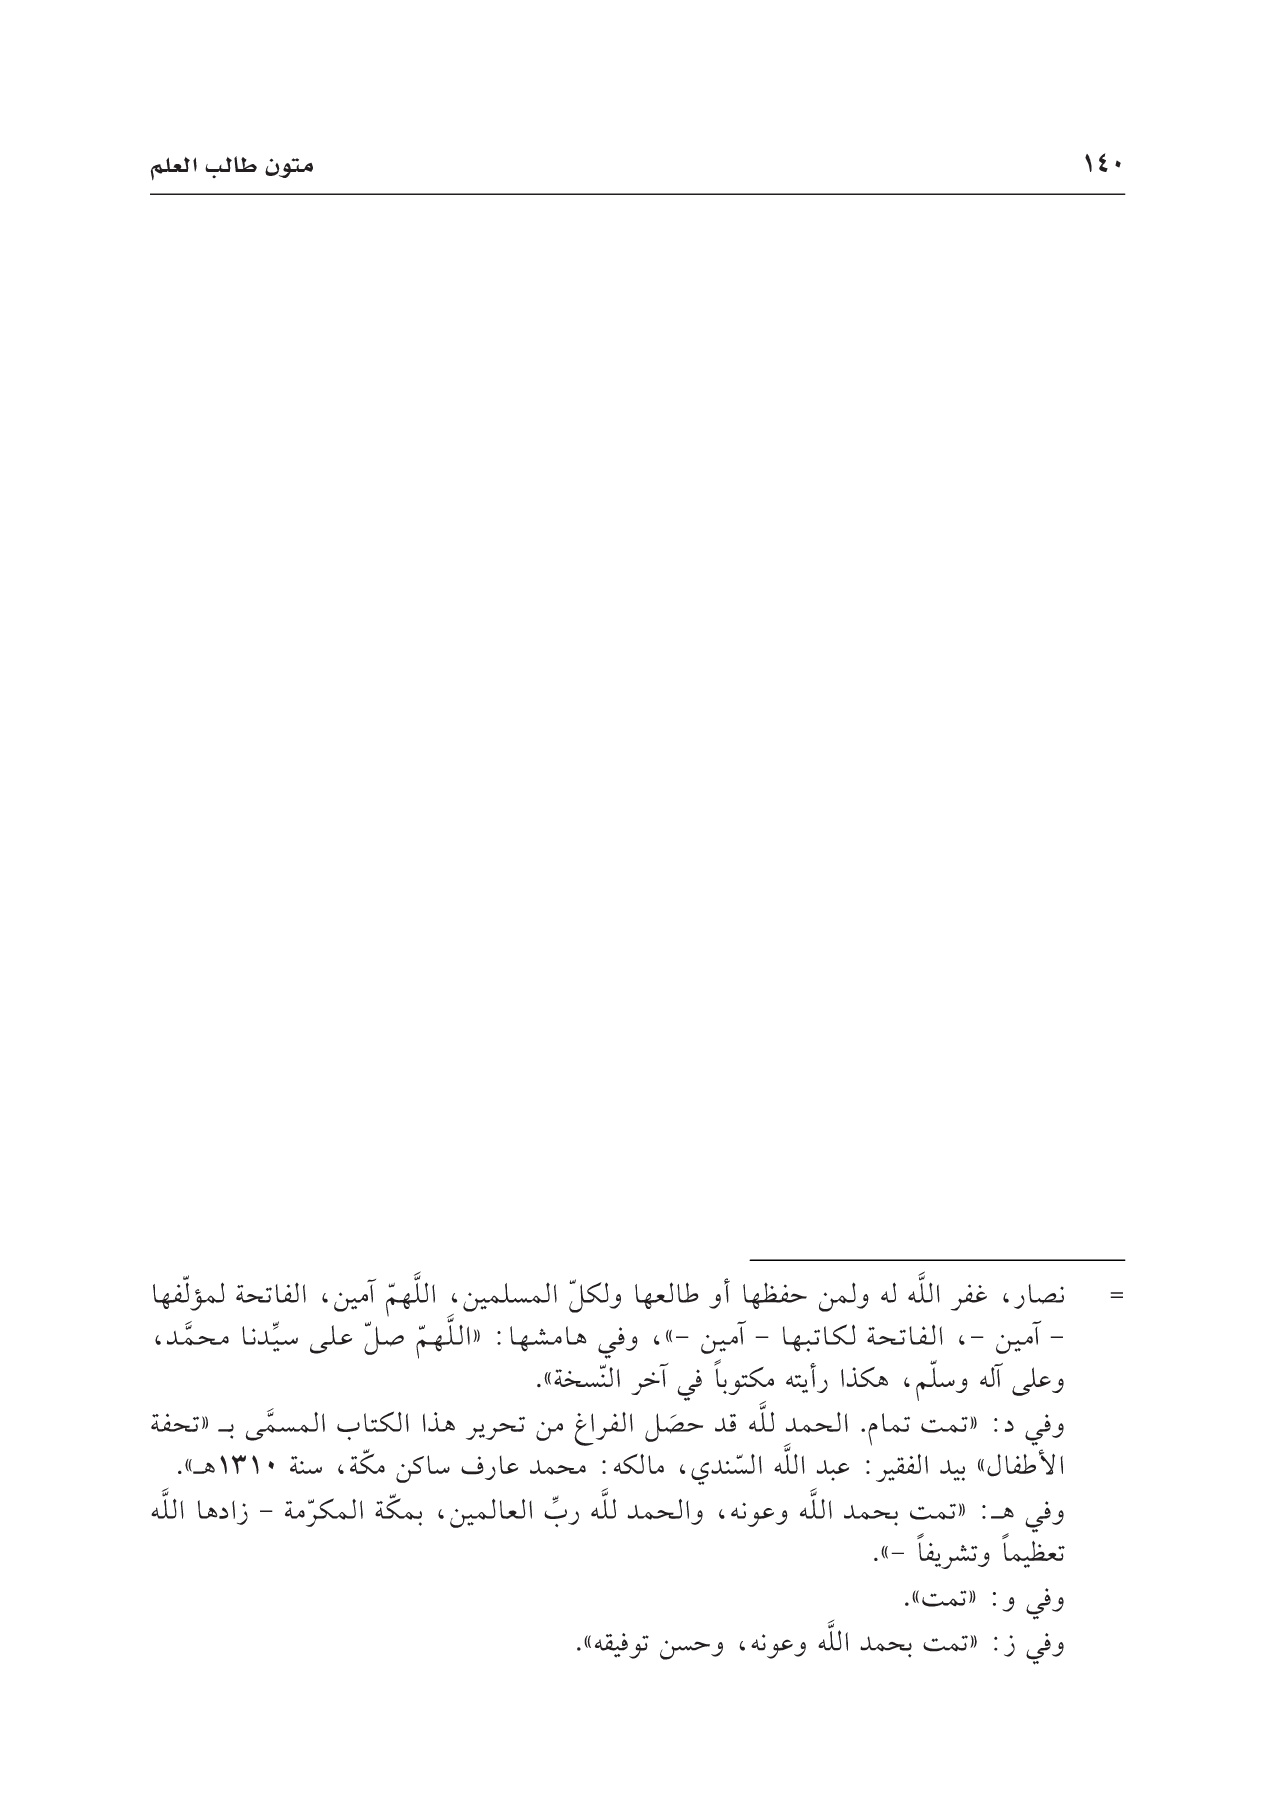 ١٤٠ متون طالب العلم
= نصار، غفر اللَّه له ولمن حفظها أو طالعها ولكلّ المسلمين، اللَّهمّ آمين، الفاتحة لمؤلّفها
– آمين –، الفاتحة لكاتبها – آمين –»، وفي هامشها: «اللَّهمّ صلّ على سيِّدنا محمَّد،
وعلى آله وسلّم، هكذا رأيته مكتوباً في آخر النّسخة».
وفي د: «تمت تمام. الحمد للَّه قد حصَل الفراغ من تحرير هذا الكتاب المسمَّى بـ «تحفة
الأطفال» بيد الفقير: عبد اللَّه السّندي، مالكه: محمد عارف ساكن مكّة، سنة ١٣١٠هـ».
وفي هـ: «تمت بحمد اللَّه وعونه، والحمد للَّه ربِّ العالمين، بمكّة المكرّمة – زادها اللَّه
تعظيماً وتشريفاً –».
وفي و: «تمت».
وفي ز: «تمت بحمد اللَّه وعونه، وحسن توفيقه».